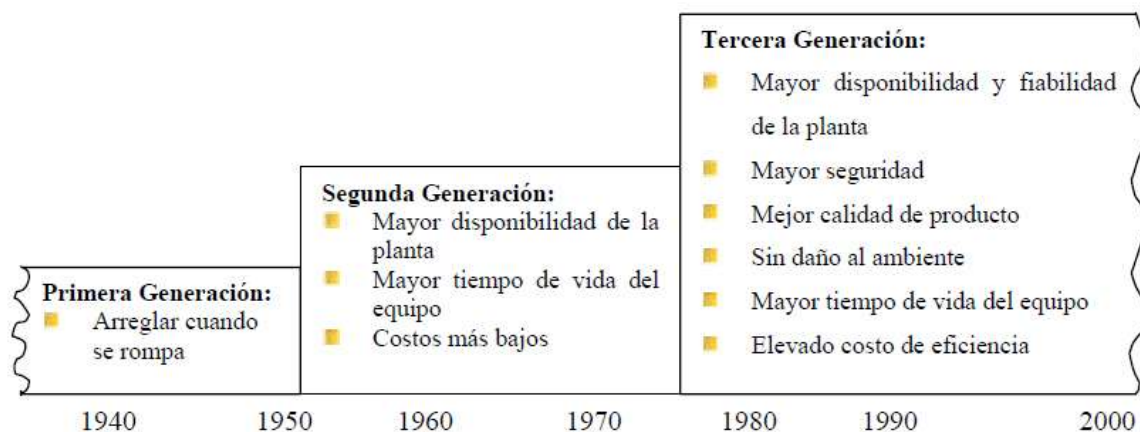 Primera Generación:
Arreglar cuando
se rompa
Segunda Generación:
Mayor disponibilidad de la
planta
Mayor tiempo de vida del
equipo
Costos más bajos
Tercera Generación:
Mayor disponibilidad y fiabilidad
de la planta
Mayor seguridad
Mejor calidad de producto
Sin daño al ambiente
Mayor tiempo de vida del equipo
Elevado costo de eficiencia
1940 1950 1960 1970 1980 1990 2000